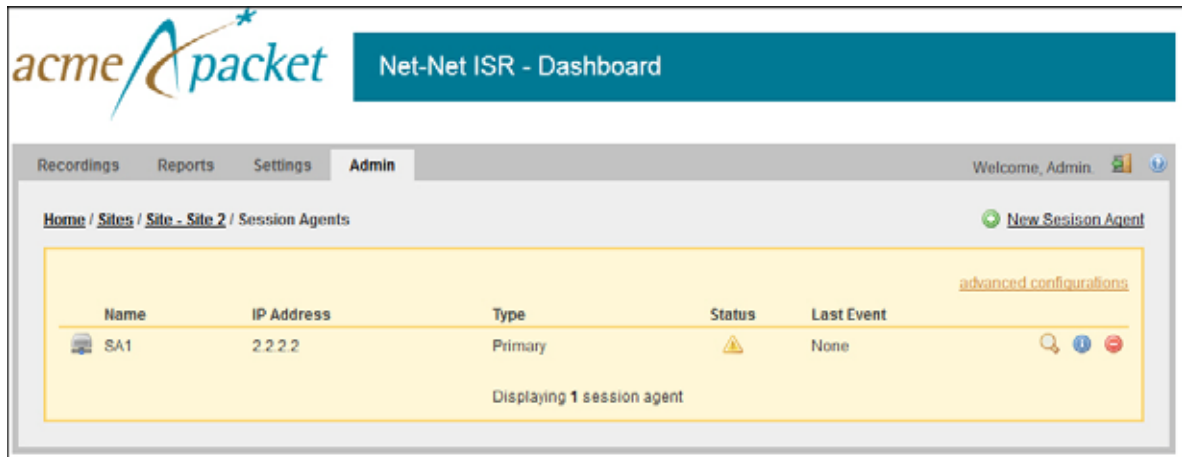 acme packet
Net-Net ISR - Dashboard
Recordings Reports Settings Admin Welcome, Admin.
Home / Sites / Site - Site 2 / Session Agents New Sesison Agent
advanced configurations
Name IP Address Type Status Last Event
SA1 2.2.2.2 Primary None
Displaying 1 session agent